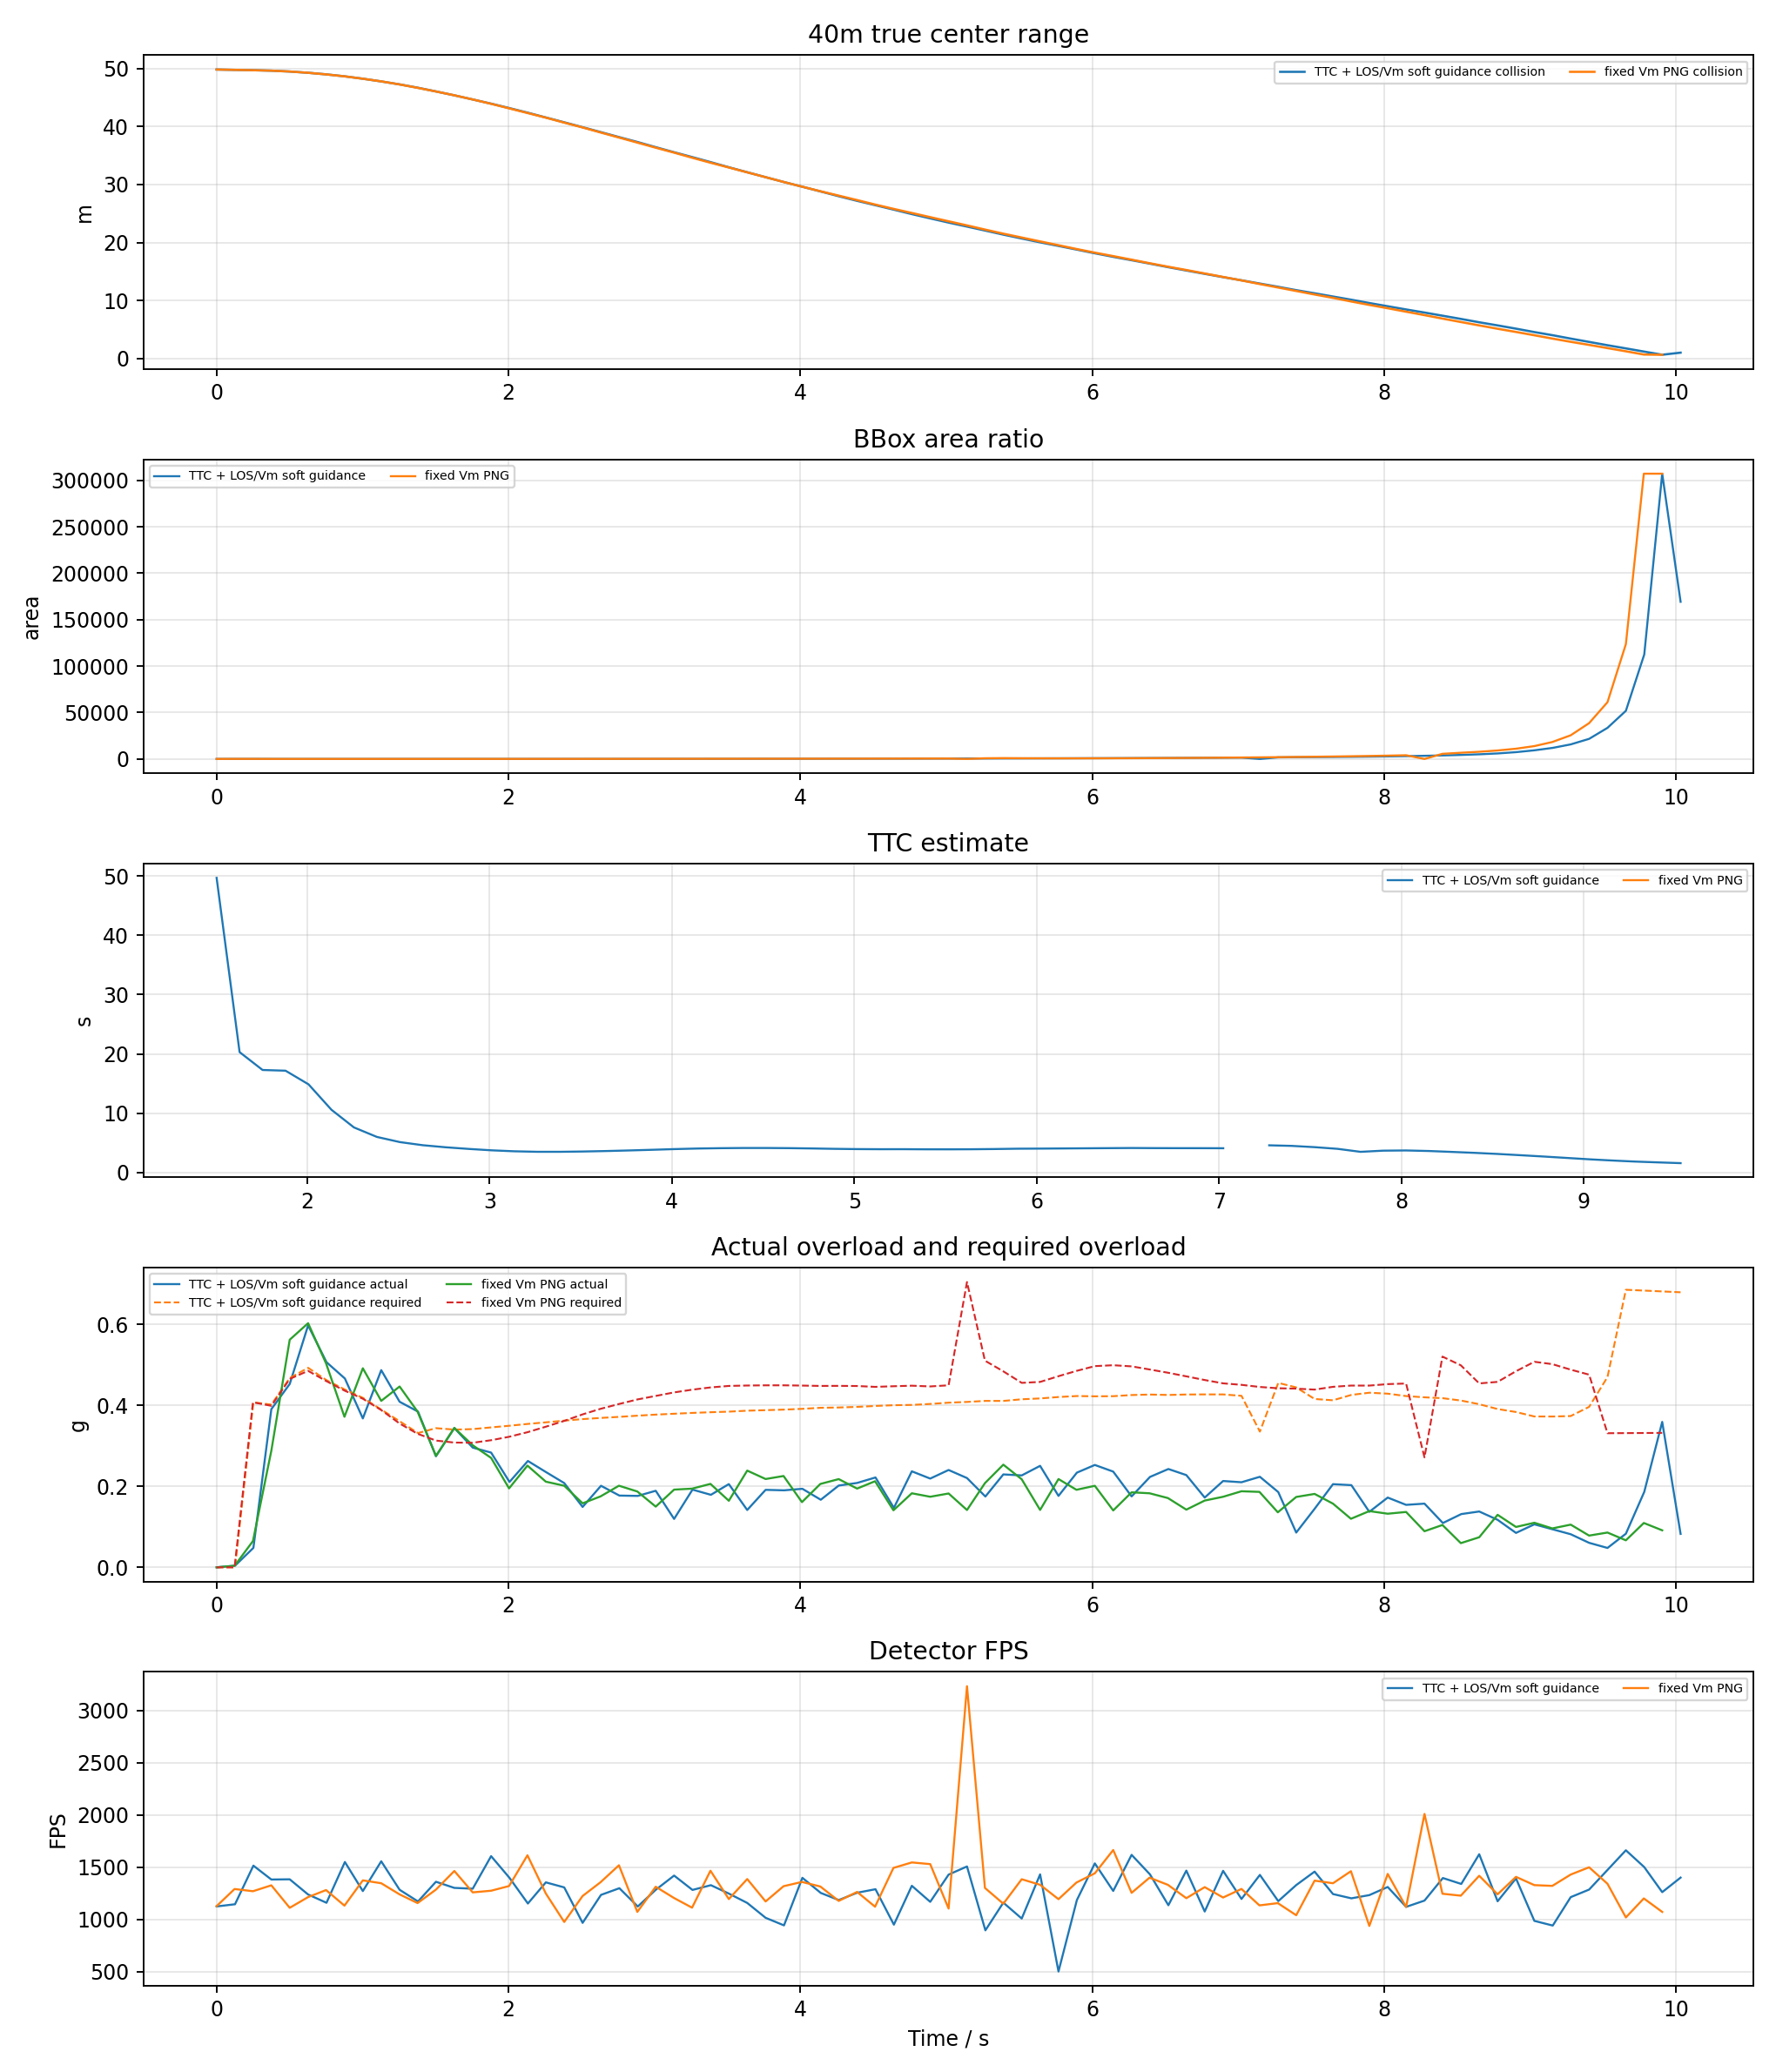 40m true center range
TTC + LOS/Vm soft guidance collision fixed Vm PNG collision
50
40
30
20
10
0
m
0 2 4 6 8 10
BBox area ratio
TTC + LOS/Vm soft guidance fixed Vm PNG
300000
250000
200000
150000
100000
50000
0
area
0 2 4 6 8 10
TTC estimate
TTC + LOS/Vm soft guidance fixed Vm PNG
50
40
30
20
10
0
s
2 3 4 5 6 7 8 9
Actual overload and required overload
TTC + LOS/Vm soft guidance actual fixed Vm PNG actual
TTC + LOS/Vm soft guidance required fixed Vm PNG required
0.6
0.4
0.2
0.0
g
0 2 4 6 8 10
Detector FPS
TTC + LOS/Vm soft guidance fixed Vm PNG
3000
2500
2000
1500
1000
500
FPS
0 2 4 6 8 10
Time / s